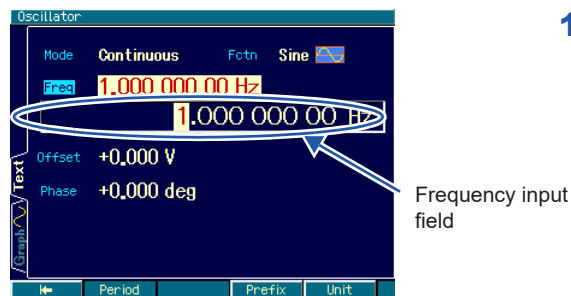 Oscillator
1
Mode Continuous Fctn Sine
Freq 1.000 000 00 Hz
1.000 000 00 Hz
Offset +0.000 V
Phase +0.000 deg
Text
Graph
Frequency input
field
Period Prefix Unit